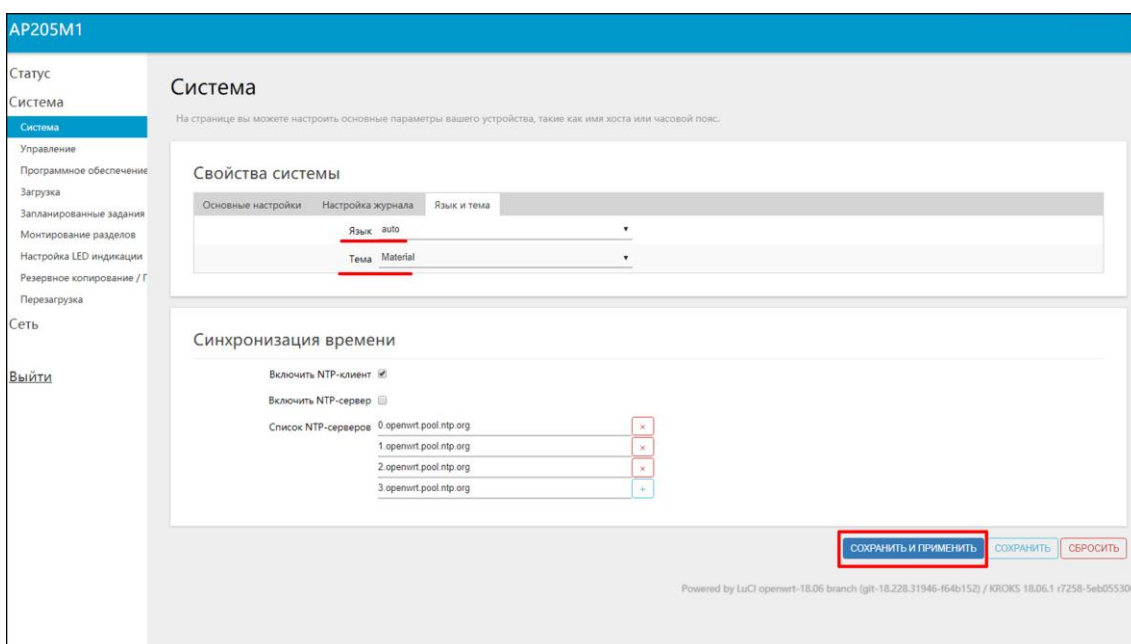 AP205M1
Статус
Система
Система
Управление
Программное обеспечение
Загрузка
Запланированные задания
Монтирование разделов
Настройка LED индикации
Резервное копирование / П
Перезагрузка
Сеть
Выйти
Система
На странице вы можете настроить основные параметры вашего устройства, такие как имя хоста или часовой пояс.
Свойства системы
Основные настройки Настройка журнала Язык и тема
Язык auto
Тема Material
Синхронизация времени
Включить NTP-клиент
Включить NTP-сервер
Список NTP-серверов 0.openwrt.pool.ntp.org ×
1.openwrt.pool.ntp.org ×
2.openwrt.pool.ntp.org ×
3.openwrt.pool.ntp.org +
СОХРАНИТЬ И ПРИМЕНИТЬ СОХРАНИТЬ СБРОСИТЬ
Powered by LuCI openwrt-18.06 branch (git-18.228.31946-f64b152) / KROKS 18.06.1 r7258-5eb05530